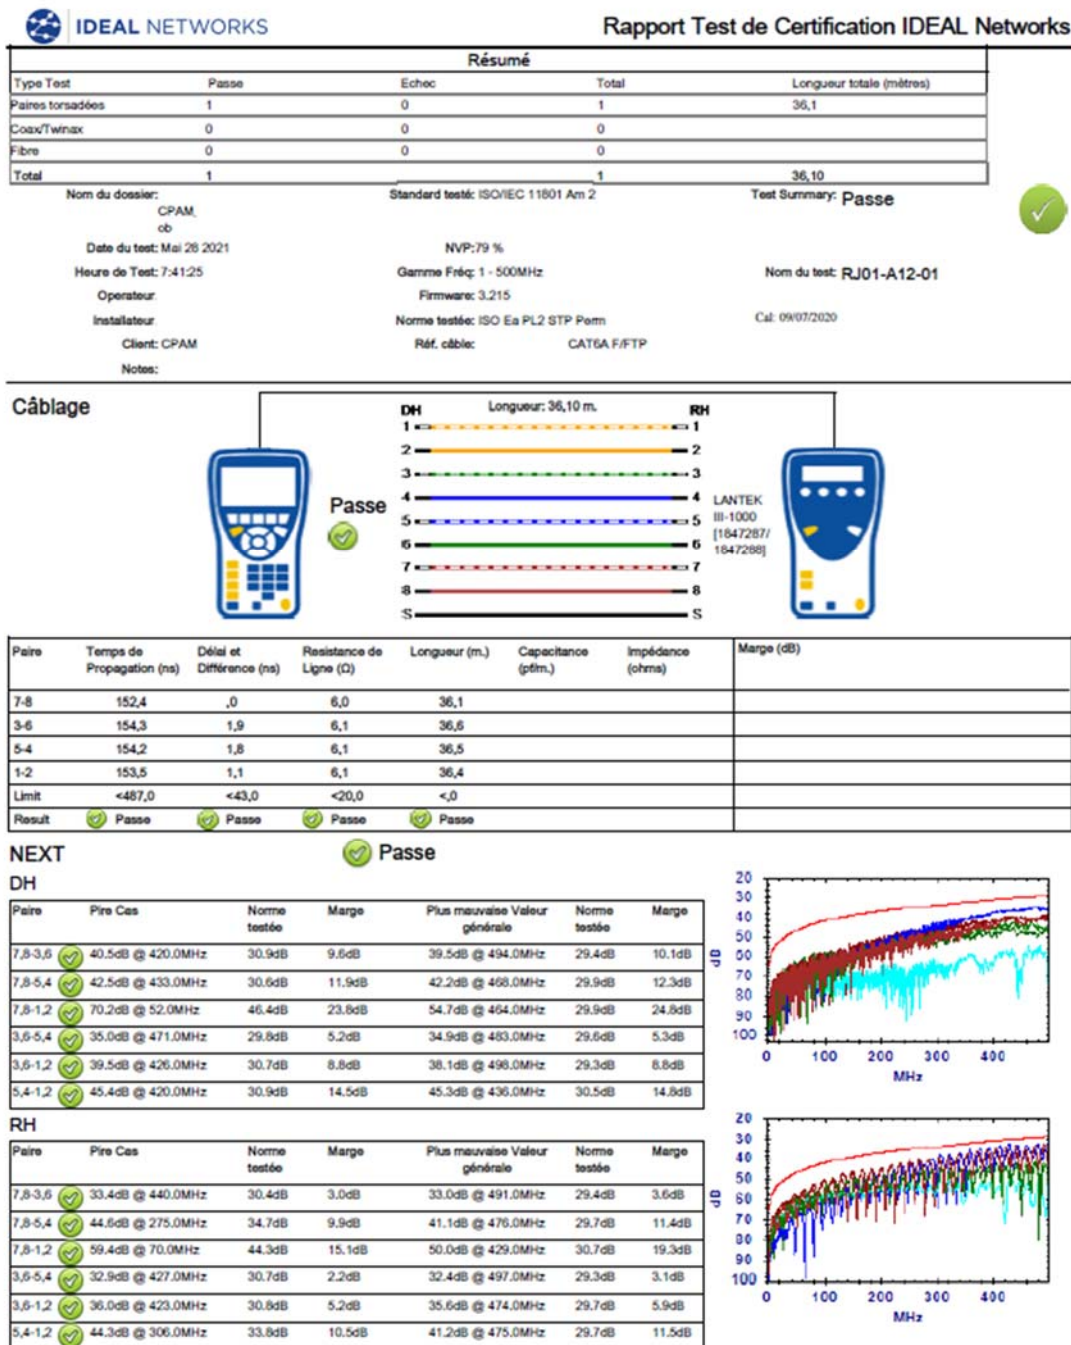 IDEAL NETWORKS
Rapport Test de Certification IDEAL Networks
Résumé
Type Test Passe Echec Total Longueur totale (mètres)
Paires torsadées 1 0 1 36,1
Coax/Twinax 0 0 0
Fibre 0 0 0
Total 1 1 36,10
Nom du dossier: Standard testé: ISO/IEC 11801 Am 2 Test Summary: Passe
CPAM,
ob
Date du test: Mai 28 2021 NVP:79 %
Heure de Test: 7:41:25 Gamme Fréq: 1 - 500MHz Nom du test: RJ01-A12-01
Operateur Firmware: 3.215
Installateur Norme testée: ISO Ea PL2 STP Perm Cal: 09/07/2020
Client: CPAM Réf. câble: CAT6A F/FTP
Notes:
Câblage
DH Longueur: 36,10 m. RH
1 1
2 2
3 3
4 4
5 5
6 6
7 7
8 8
S S
Passe
LANTEK
III-1000
[1847287/
1847288]
Paire Temps de Propagation (ns) Délai et Différence (ns) Resistance de Ligne (Ω) Longueur (m.) Capacitance (pf/m.) Impédance (ohms) Marge (dB)
7-8 152,4 ,0 6,0 36,1
3-6 154,3 1,9 6,1 36,6
5-4 154,2 1,8 6,1 36,5
1-2 153,5 1,1 6,1 36,4
Limit <487,0 <43,0 <20,0 <,0
Result Passe Passe Passe Passe
NEXT Passe
DH
Paire Pire Cas Norme testée Marge Plus mauvaise Valeur générale Norme testée Marge
7,8-3,6 40.5dB @ 420.0MHz 30.9dB 9.6dB 39.5dB @ 494.0MHz 29.4dB 10.1dB
7,8-5,4 42.5dB @ 433.0MHz 30.6dB 11.9dB 42.2dB @ 468.0MHz 29.9dB 12.3dB
7,8-1,2 70.2dB @ 52.0MHz 46.4dB 23.8dB 54.7dB @ 464.0MHz 29.9dB 24.8dB
3,6-5,4 35.0dB @ 471.0MHz 29.8dB 5.2dB 34.9dB @ 483.0MHz 29.6dB 5.3dB
3,6-1,2 39.5dB @ 426.0MHz 30.7dB 8.8dB 38.1dB @ 498.0MHz 29.3dB 8.8dB
5,4-1,2 45.4dB @ 420.0MHz 30.9dB 14.5dB 45.3dB @ 436.0MHz 30.5dB 14.8dB
20
30
40
50
60
70
80
90
100
dB
0 100 200 300 400
MHz
RH
Paire Pire Cas Norme testée Marge Plus mauvaise Valeur générale Norme testée Marge
7,8-3,6 33.4dB @ 440.0MHz 30.4dB 3.0dB 33.0dB @ 491.0MHz 29.4dB 3.6dB
7,8-5,4 44.6dB @ 275.0MHz 34.7dB 9.9dB 41.1dB @ 476.0MHz 29.7dB 11.4dB
7,8-1,2 59.4dB @ 70.0MHz 44.3dB 15.1dB 50.0dB @ 429.0MHz 30.7dB 19.3dB
3,6-5,4 32.9dB @ 427.0MHz 30.7dB 2.2dB 32.4dB @ 497.0MHz 29.3dB 3.1dB
3,6-1,2 36.0dB @ 423.0MHz 30.8dB 5.2dB 35.6dB @ 474.0MHz 29.7dB 5.9dB
5,4-1,2 44.3dB @ 306.0MHz 33.8dB 10.5dB 41.2dB @ 475.0MHz 29.7dB 11.5dB
20
30
40
50
60
70
80
90
100
dB
0 100 200 300 400
MHz